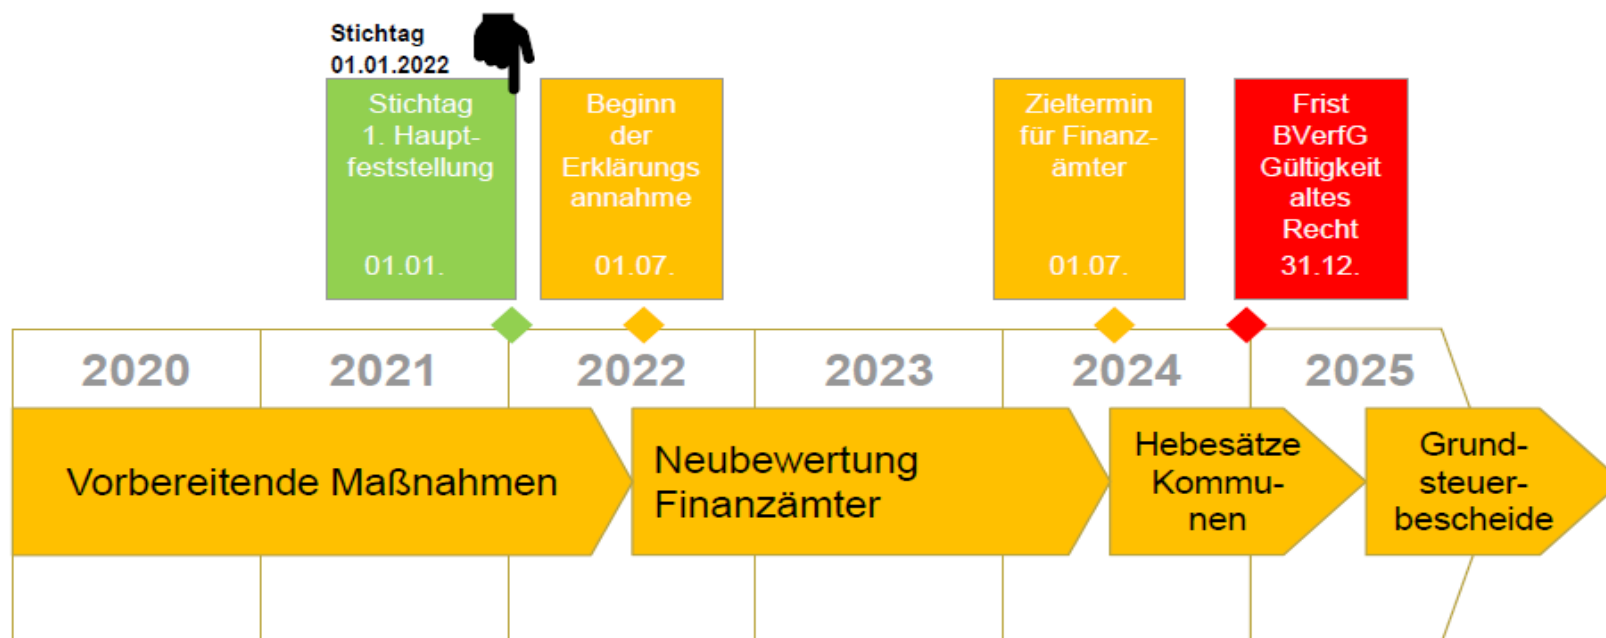 Stichtag
01.01.2022
Stichtag
1. Haupt-
feststellung
01.01.
Beginn
der
Erklärungs
annahme
01.07.
Zieltermin
für Finanz-
ämter
01.07.
Frist
BVerfG
Gültigkeit
altes
Recht
31.12.
2020
2021
2022
2023
2024
2025
Vorbereitende Maßnahmen
Neubewertung
Finanzämter
Hebesätze
Kommu-
nen
Grund-
steuer-
bescheide